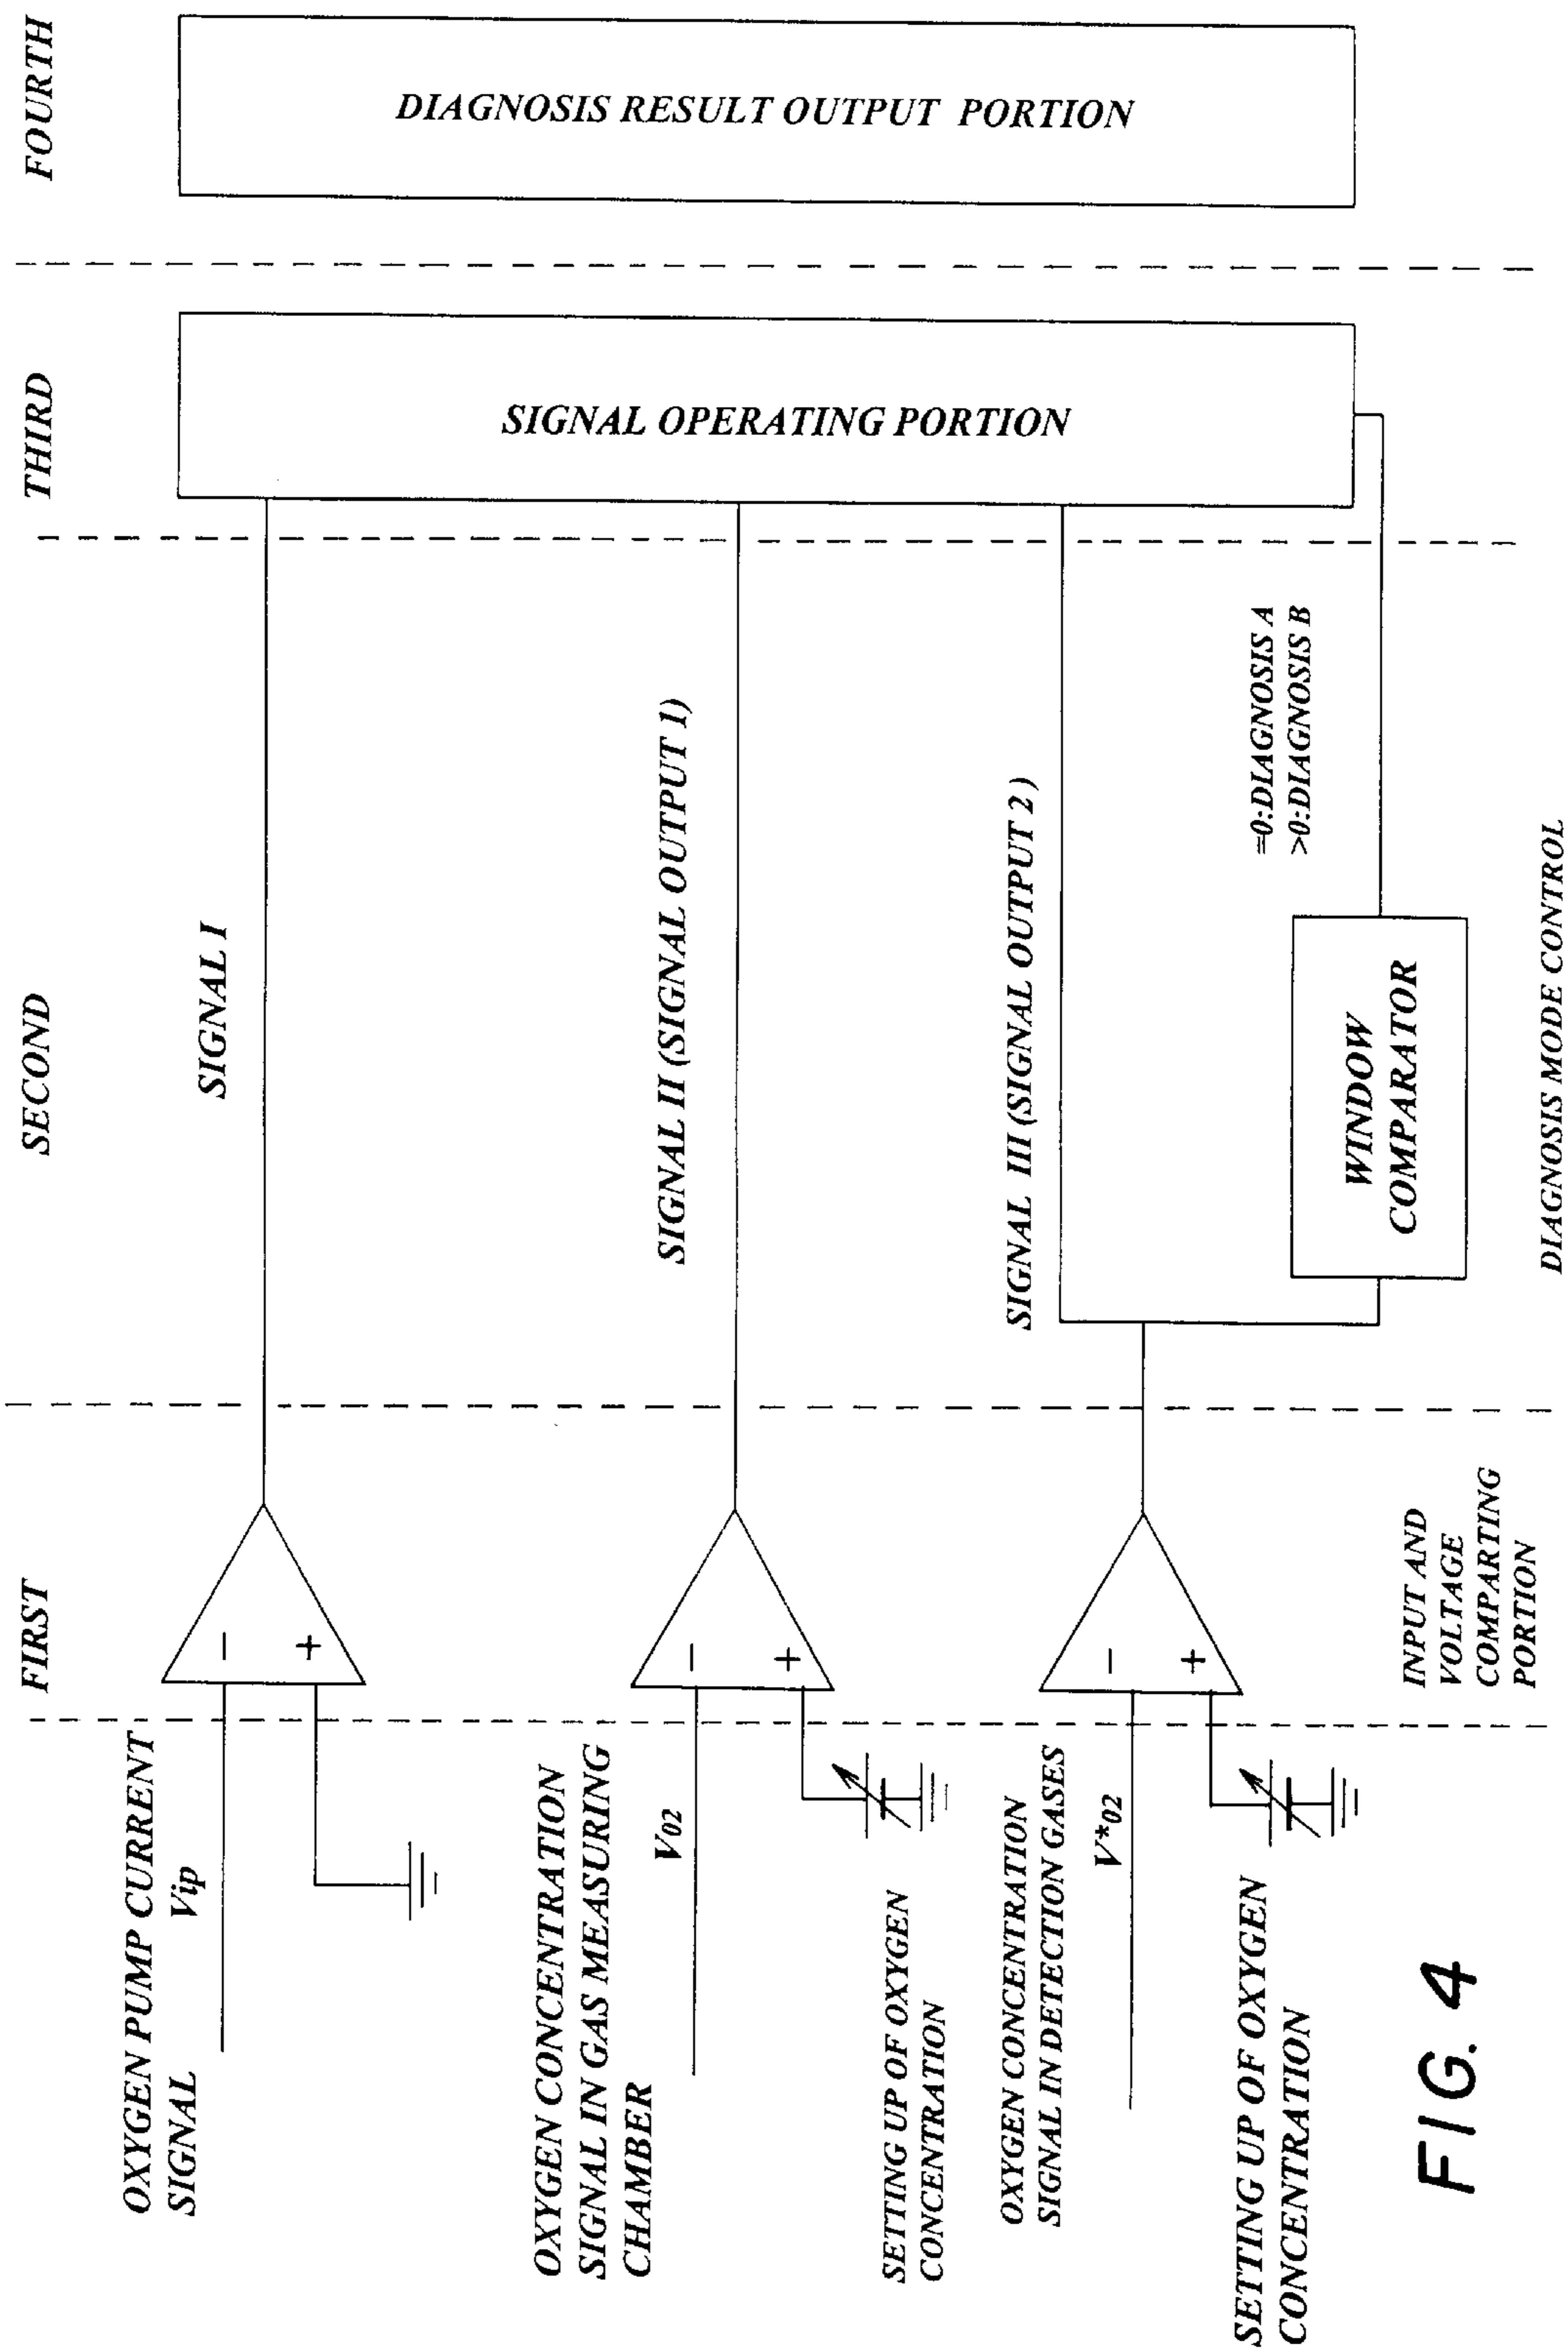 FIRST
SECOND
THIRD
FOURTH
OXYGEN PUMP CURRENT
SIGNAL
Vip
−
+
SIGNAL I
OXYGEN CONCENTRATION
SIGNAL IN GAS MEASURING
CHAMBER
V02
−
+
SIGNAL II (SIGNAL OUTPUT 1)
SETTING UP OF OXYGEN
CONCENTRATION
OXYGEN CONCENTRATION
SIGNAL IN DETECTION GASES
V*02
−
+
SIGNAL III (SIGNAL OUTPUT 2 )
SETTING UP OF OXYGEN
CONCENTRATION
=0:DIAGNOSIS A
>0:DIAGNOSIS B
WINDOW
COMPARATOR
SIGNAL OPERATING PORTION
DIAGNOSIS RESULT OUTPUT PORTION
INPUT AND
VOLTAGE
COMPARTING
PORTION
DIAGNOSIS MODE CONTROL
FIG. 4